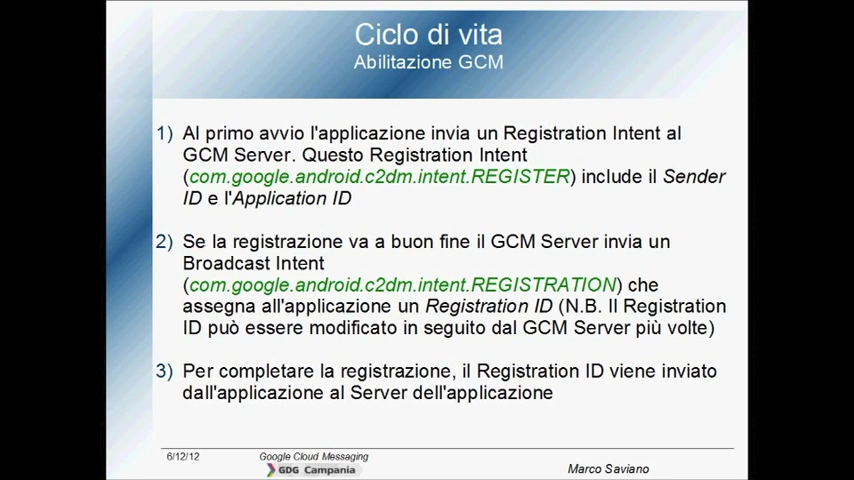 Ciclo di vita
Abilitazione GCM
1) Al primo avvio l'applicazione invia un Registration Intent al
GCM Server. Questo Registration Intent
(com.google.android.c2dm.intent.REGISTER) include il Sender
ID e l'Application ID
2) Se la registrazione va a buon fine il GCM Server invia un
Broadcast Intent
(com.google.android.c2dm.intent.REGISTRATION) che
assegna all'applicazione un Registration ID (N.B. Il Registration
ID può essere modificato in seguito dal GCM Server più volte)
3) Per completare la registrazione, il Registration ID viene inviato
dall'applicazione al Server dell'applicazione
6/12/12
Google Cloud Messaging
GDG Campania
Marco Saviano